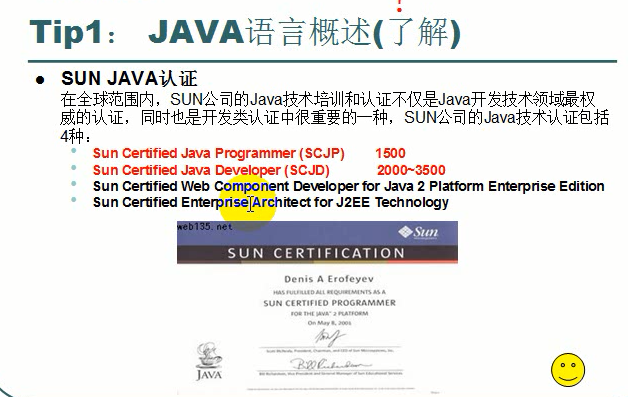 !
Tip1： JAVA语言概述(了解)
SUN JAVA认证
在全球范围内，SUN公司的Java技术培训和认证不仅是Java开发技术领域最权
威的认证，同时也是开发类认证中很重要的一种，SUN公司的Java技术认证包括
4种：
Sun Certified Java Programmer (SCJP) 1500
Sun Certified Java Developer (SCJD) 2000~3500
Sun Certified Web Component Developer for Java 2 Platform Enterprise Edition
Sun Certified Enterprise Architect for J2EE Technology
web135.net
Sun
SUN CERTIFICATION
Denis A Erofeyev
HAS FULFILLED ALL REQUIREMENTS AS A
SUN CERTIFIED PROGRAMMER
FOR THE JAVA 2 PLATFORM
On May 8, 2001
JAVA